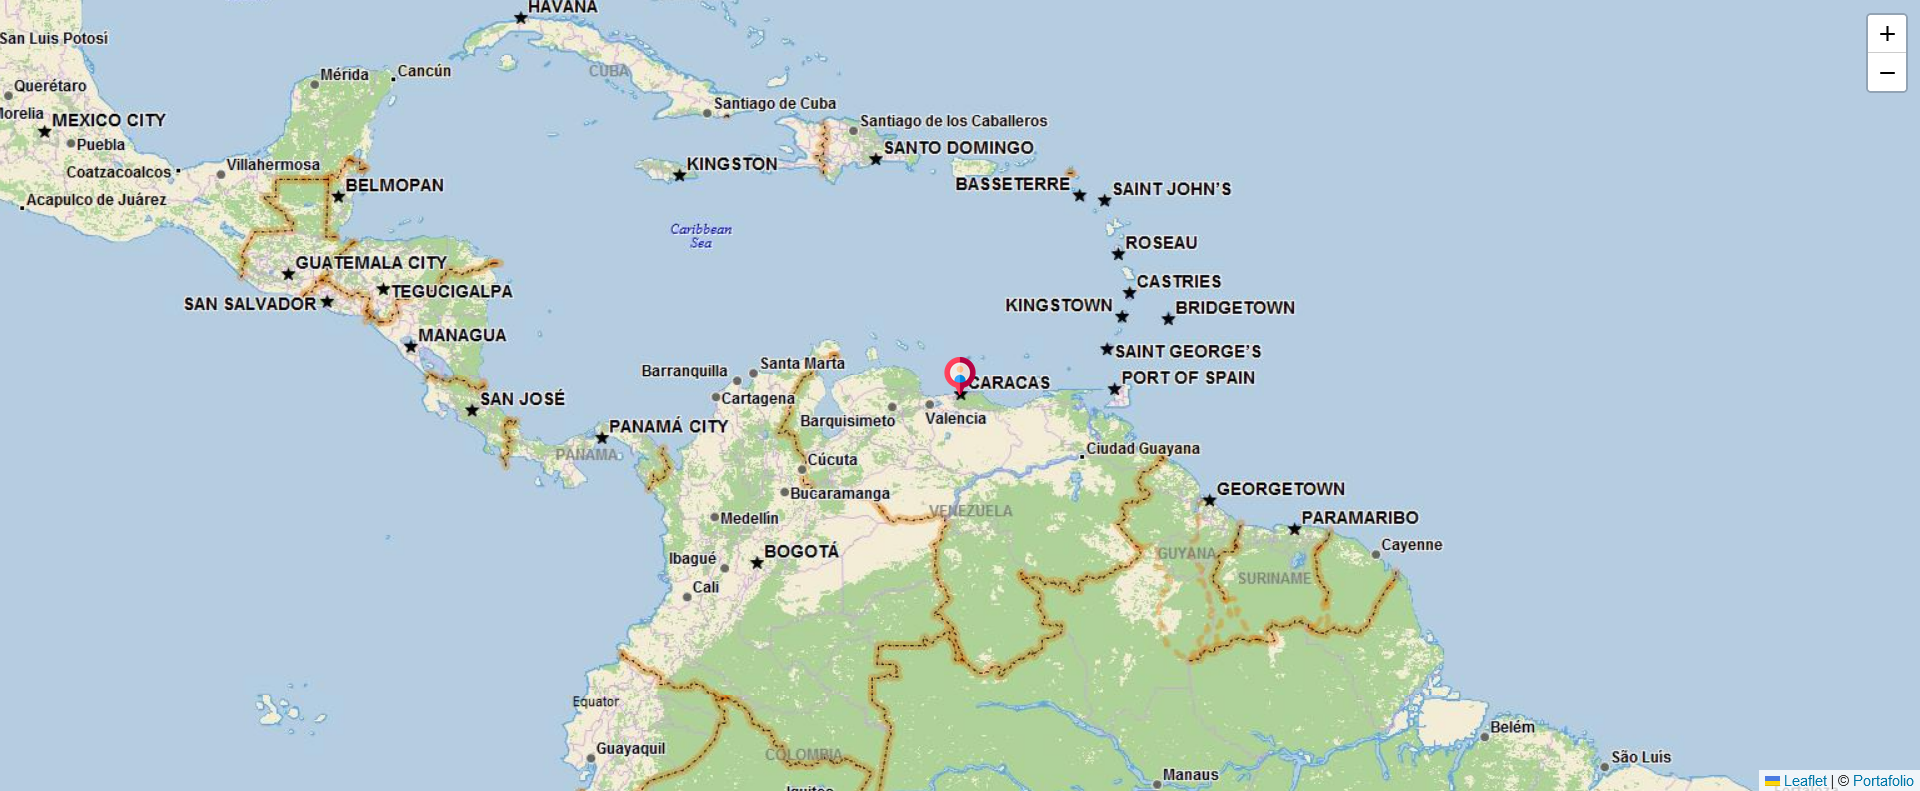 HAVANA
San Luis Potosí
CUBA
Mérida
Cancún
Querétaro
Morelia
MEXICO CITY
Santiago de Cuba
Santiago de los Caballeros
Puebla
SANTO DOMINGO
Villahermosa
KINGSTON
Coatzacoalcos
BELMOPAN
BASSETERRE
SAINT JOHN'S
Acapulco de Juárez
Caribbean
Sea
ROSEAU
GUATEMALA CITY
CASTRIES
TEGUCIGALPA
SAN SALVADOR
KINGSTOWN
BRIDGETOWN
MANAGUA
SAINT GEORGE'S
Santa Marta
Barranquilla
PORT OF SPAIN
CARACAS
SAN JOSÉ
Cartagena
Barquisimeto
Valencia
PANAMÁ CITY
PANAMA
Ciudad Guayana
Cúcuta
Bucaramanga
GEORGETOWN
VENEZUELA
Medellín
PARAMARIBO
BOGOTÁ
GUYANA
Cayenne
Ibagué
SURINAME
Cali
Equator
Belém
Guayaquil
COLOMBIA
São Luís
Manaus
Iquitos
Fortaleza
+
−
Leaflet | © Portafolio